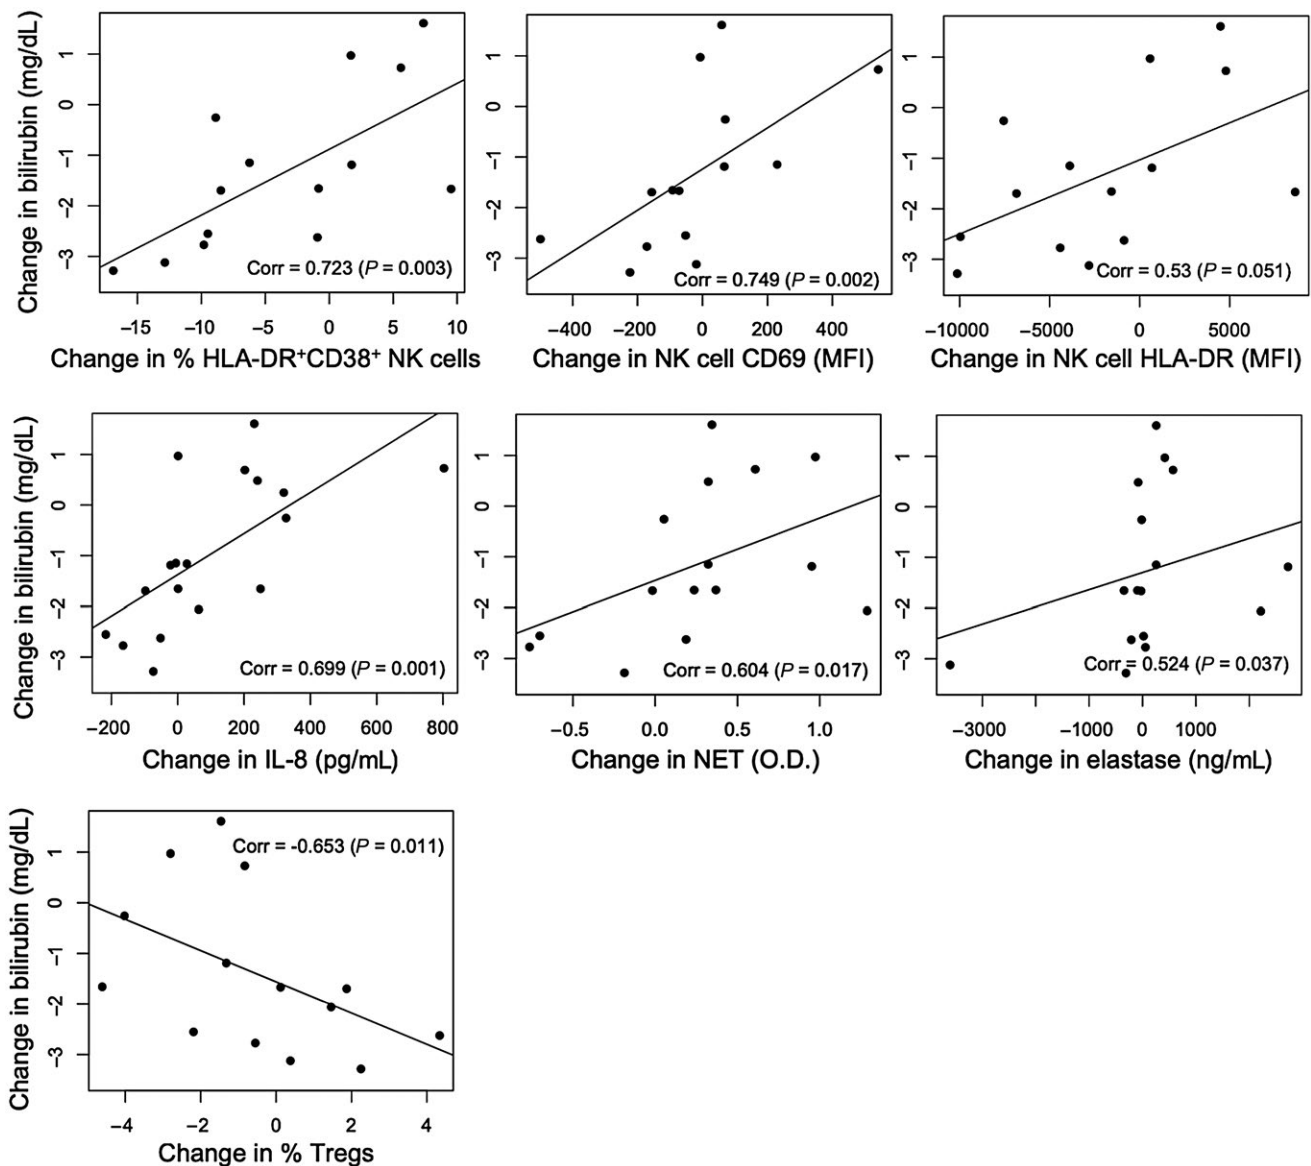 Change in bilirubin (mg/dL)
1
0
−1
−2
−3
Corr = 0.723 (P = 0.003)
−15 −10 −5 0 5 10
Change in % HLA-DR⁺CD38⁺ NK cells
1
0
−1
−2
−3
Corr = 0.749 (P = 0.002)
−400 −200 0 200 400
Change in NK cell CD69 (MFI)
1
0
−1
−2
−3
Corr = 0.53 (P = 0.051)
−10000 −5000 0 5000
Change in NK cell HLA-DR (MFI)
Change in bilirubin (mg/dL)
1
0
−1
−2
−3
Corr = 0.699 (P = 0.001)
−200 0 200 400 600 800
Change in IL-8 (pg/mL)
1
0
−1
−2
−3
Corr = 0.604 (P = 0.017)
−0.5 0.0 0.5 1.0
Change in NET (O.D.)
1
0
−1
−2
−3
Corr = 0.524 (P = 0.037)
−3000 −1000 0 1000
Change in elastase (ng/mL)
Change in bilirubin (mg/dL)
1
0
−1
−2
−3
Corr = -0.653 (P = 0.011)
−4 −2 0 2 4
Change in % Tregs